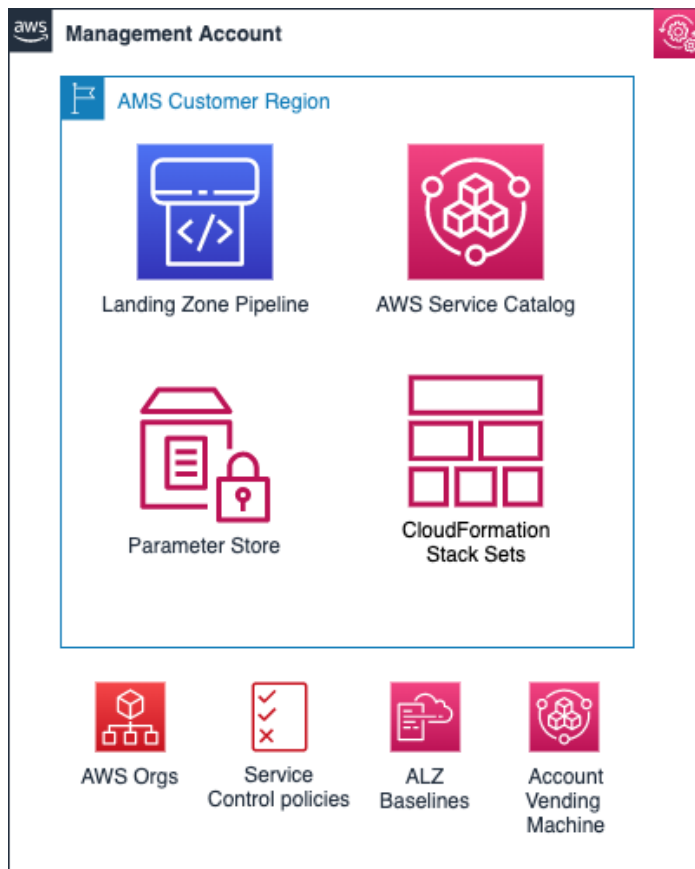 aws
Management Account
AMS Customer Region
</>
Landing Zone Pipeline
AWS Service Catalog
Parameter Store
CloudFormation
Stack Sets
AWS Orgs
Service
Control policies
ALZ
Baselines
Account
Vending
Machine